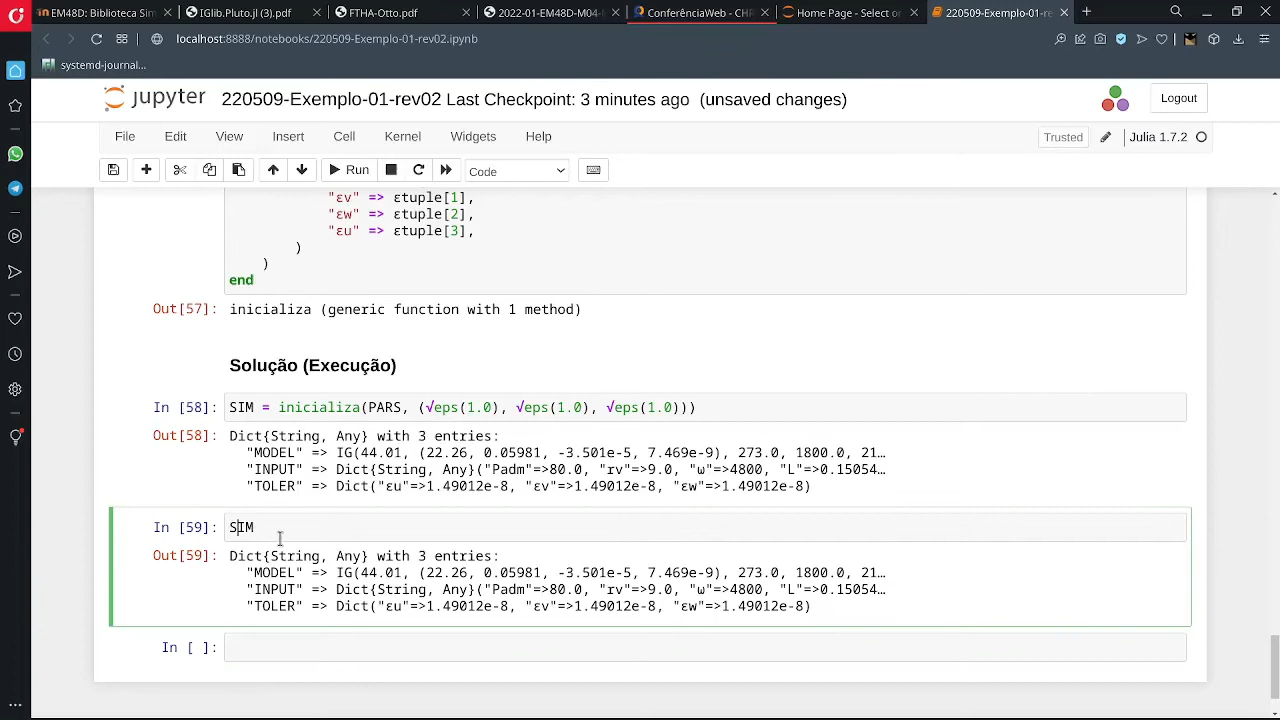 EM48D: Biblioteca Sim
IGlib.Pluto.jl (3).pdf
FTHA-Otto.pdf
2022-01-EM48D-M04-
ConferênciaWeb - CHR
Home Page - Select or
220509-Exemplo-01-re
localhost:8888/notebooks/220509-Exemplo-01-rev02.ipynb
systemd-journal...
jupyter 220509-Exemplo-01-rev02 Last Checkpoint: 3 minutes ago (unsaved changes)
Logout
File Edit View Insert Cell Kernel Widgets Help
Trusted
Julia 1.7.2
Run
Code
"εv" => εtuple[1],
"εw" => εtuple[2],
"εu" => εtuple[3],
)
)
end
Out[57]: inicializa (generic function with 1 method)
Solução (Execução)
In [58]: SIM = inicializa(PARS, (√eps(1.0), √eps(1.0), √eps(1.0)))
Out[58]: Dict{String, Any} with 3 entries:
"MODEL" => IG(44.01, (22.26, 0.05981, -3.501e-5, 7.469e-9), 273.0, 1800.0, 21…
"INPUT" => Dict{String, Any}("Padm"=>80.0, "rv"=>9.0, "ω"=>4800, "L"=>0.15054…
"TOLER" => Dict("εu"=>1.49012e-8, "εv"=>1.49012e-8, "εw"=>1.49012e-8)
In [59]: SIM
Out[59]: Dict{String, Any} with 3 entries:
"MODEL" => IG(44.01, (22.26, 0.05981, -3.501e-5, 7.469e-9), 273.0, 1800.0, 21…
"INPUT" => Dict{String, Any}("Padm"=>80.0, "rv"=>9.0, "ω"=>4800, "L"=>0.15054…
"TOLER" => Dict("εu"=>1.49012e-8, "εv"=>1.49012e-8, "εw"=>1.49012e-8)
In [ ]: